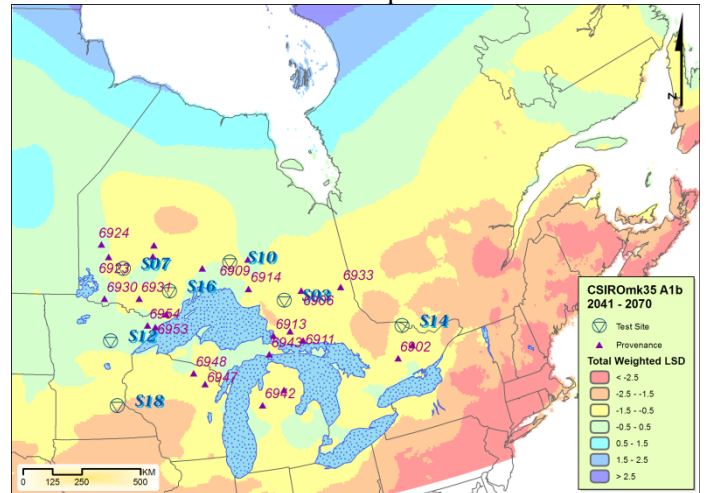 N
6924
6923
S07
6909
S10
6914
6933
6930
6931
S16
S03
6906
6953
S12
6913
6943
6911
S14
6902
6948
6947
6942
S18
CSIROmk35 A1b
2041 - 2070
Test Site
Provenance
Total Weighted LSD
< -2.5
-2.5 - -1.5
-1.5 - -0.5
-0.5 - 0.5
0.5 - 1.5
1.5 - 2.5
> 2.5
KM
0 125 250 500